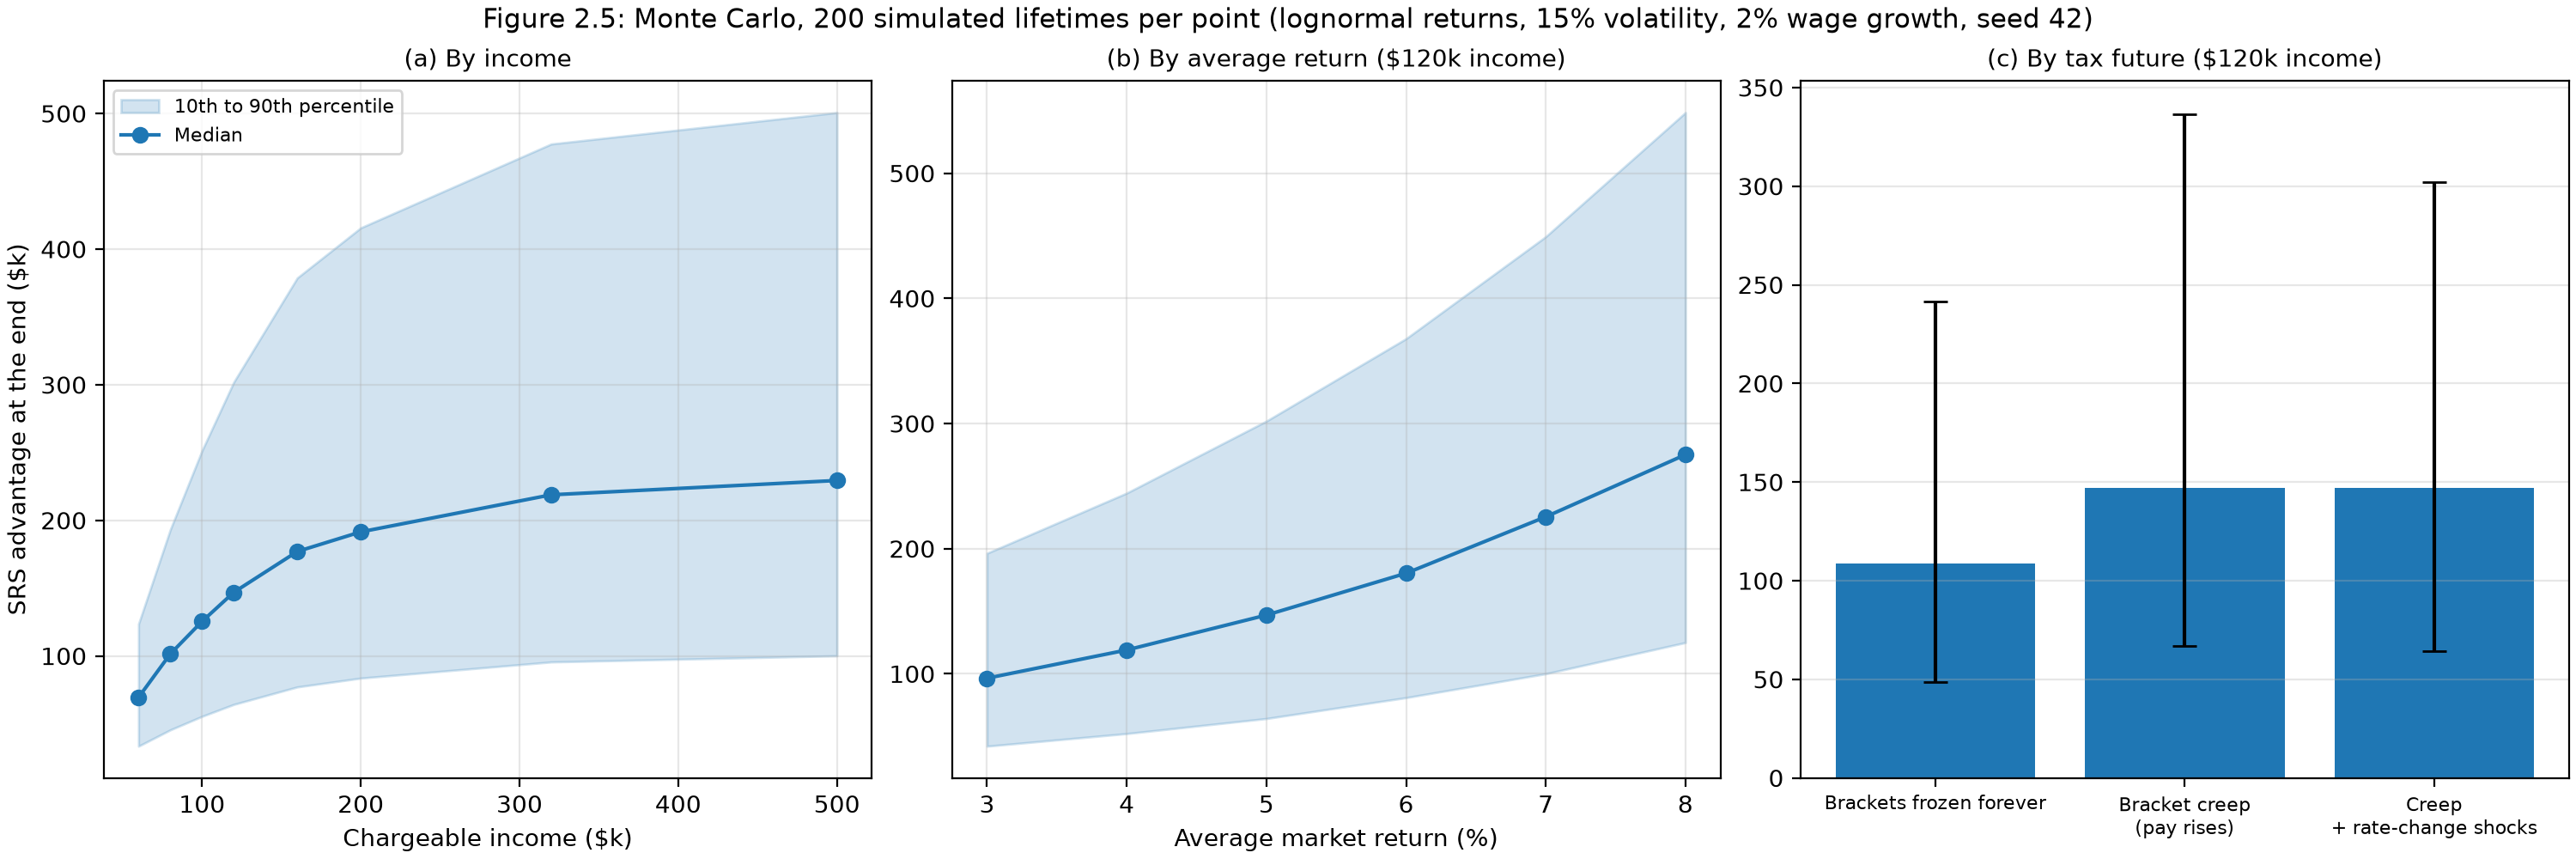 Figure 2.5: Monte Carlo, 200 simulated lifetimes per point (lognormal returns, 15% volatility, 2% wage growth, seed 42)
(a) By income
10th to 90th percentile
Median
SRS advantage at the end ($k)
500
400
300
200
100
100 200 300 400 500
Chargeable income ($k)
(b) By average return ($120k income)
500
400
300
200
100
3 4 5 6 7 8
Average market return (%)
(c) By tax future ($120k income)
350
300
250
200
150
100
50
0
Brackets frozen forever
Bracket creep
(pay rises)
Creep
+ rate-change shocks